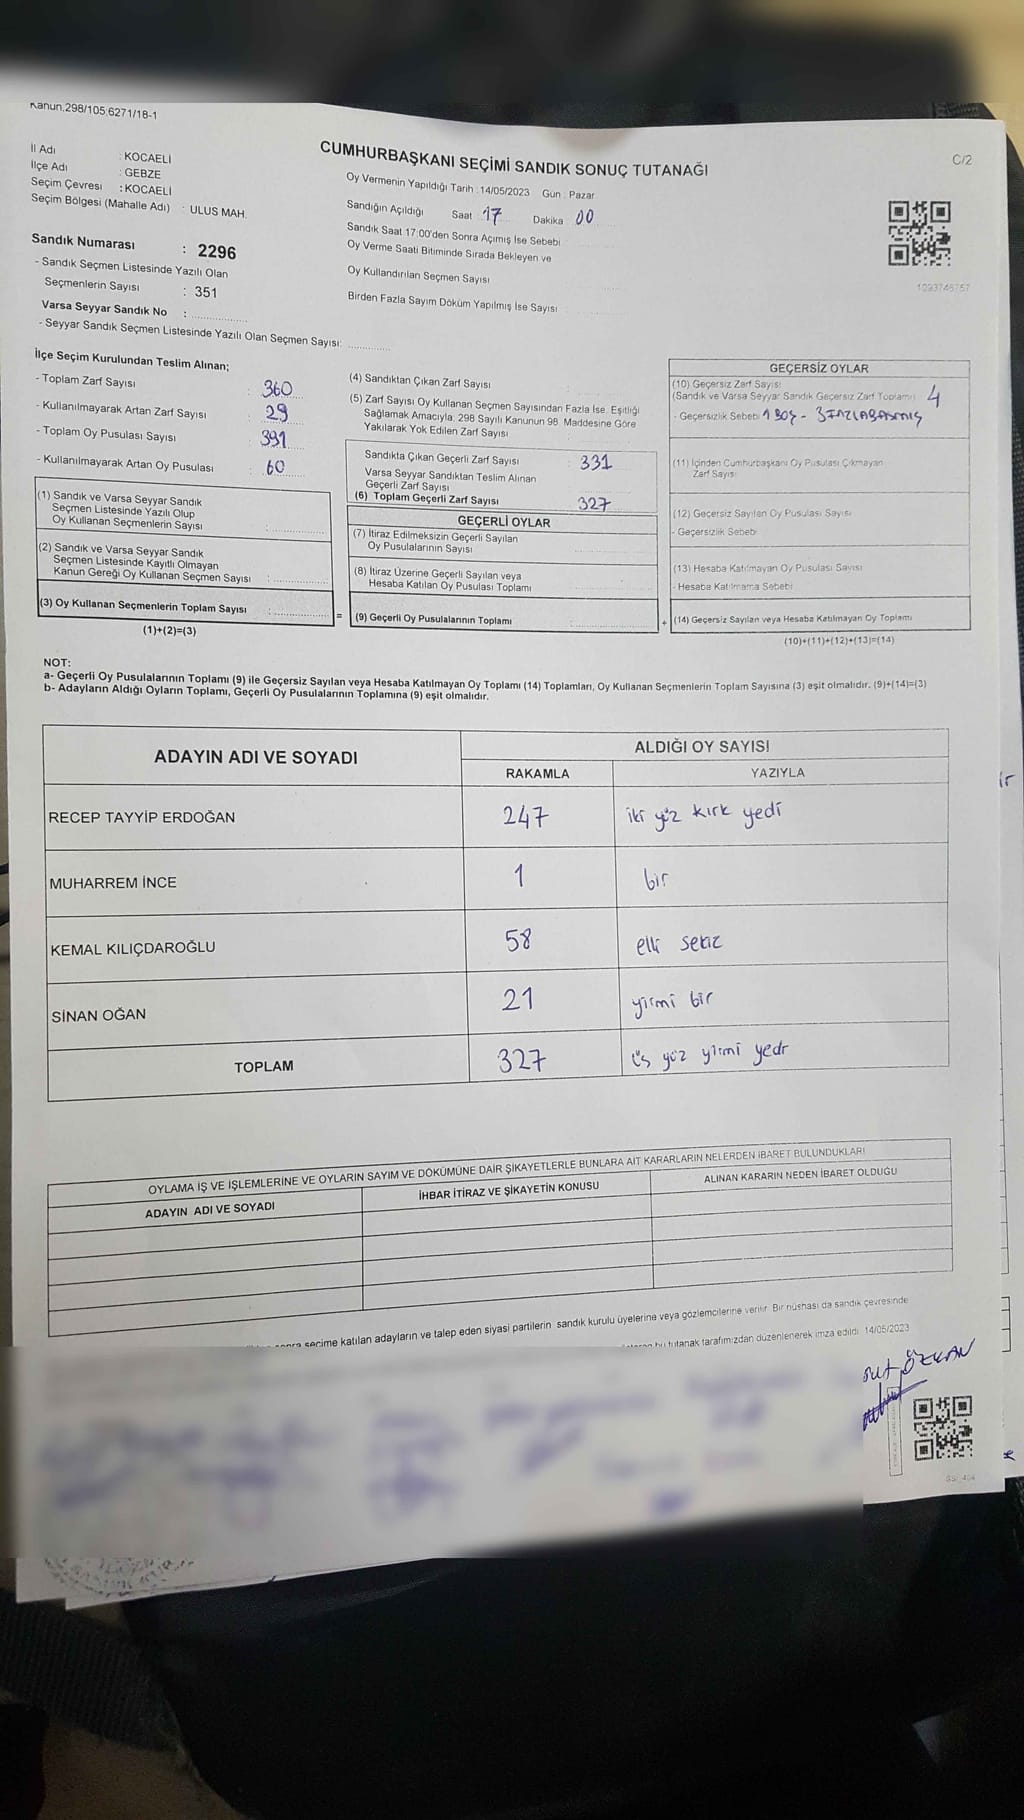 Kanun.298/105;6271/18-1
C/2
CUMHURBAŞKANI SEÇİMİ SANDIK SONUÇ TUTANAĞI
İl Adı : KOCAELİ
İlçe Adı : GEBZE
Seçim Çevresi : KOCAELİ
Seçim Bölgesi (Mahalle Adı) : ULUS MAH.
Sandık Numarası : 2296
- Sandık Seçmen Listesinde Yazılı Olan
Seçmenlerin Sayısı : 351
Varsa Seyyar Sandık No :
- Seyyar Sandık Seçmen Listesinde Yazılı Olan Seçmen Sayısı:
Oy Vermenin Yapıldığı Tarih : 14/05/2023 Gün : Pazar
Sandığın Açıldığı Saat 17 Dakika 00
Sandık Saat 17:00'den Sonra Açımış İse Sebebi
Oy Verme Saati Bitiminde Sırada Bekleyen ve
Oy Kullandırılan Seçmen Sayısı
Birden Fazla Sayım Döküm Yapılmış İse Sayısı
1093746757
İlçe Seçim Kurulundan Teslim Alınan;
- Toplam Zarf Sayısı : 360
- Kullanılmayarak Artan Zarf Sayısı : 29
- Toplam Oy Pusulası Sayısı : 391
- Kullanılmayarak Artan Oy Pusulası : 60
(1) Sandık ve Varsa Seyyar Sandık
Seçmen Listesinde Yazılı Olup
Oy Kullanan Seçmenlerin Sayısı :
(2) Sandık ve Varsa Seyyar Sandık
Seçmen Listesinde Kayıtlı Olmayan
Kanun Gereği Oy Kullanan Seçmen Sayısı :
(3) Oy Kullanan Seçmenlerin Toplam Sayısı :
(1)+(2)=(3)
=
(4) Sandıktan Çıkan Zarf Sayısı
(5) Zarf Sayısı Oy Kullanan Seçmen Sayısından Fazla İse, Eşitliği
Sağlamak Amacıyla, 298 Sayılı Kanunun 98. Maddesine Göre
Yakılarak Yok Edilen Zarf Sayısı
Sandıkta Çıkan Geçerli Zarf Sayısı : 331
Varsa Seyyar Sandıktan Teslim Alınan
Geçerli Zarf Sayısı
(6) Toplam Geçerli Zarf Sayısı 327
GEÇERLİ OYLAR
(7) İtiraz Edilmeksizin Geçerli Sayılan
Oy Pusulalarının Sayısı
(8) İtiraz Üzerine Geçerli Sayılan veya
Hesaba Katılan Oy Pusulası Toplamı
(9) Geçerli Oy Pusulalarının Toplamı
+
GEÇERSİZ OYLAR
(10) Geçersiz Zarf Sayısı
(Sandık ve Varsa Seyyar Sandık Geçersiz Zarf Toplamı) 4
- Geçersizlik Sebebi 1 BOŞ - 3 FAZLA BASMIŞ
(11) İçinden Cumhurbaşkanı Oy Pusulası Çıkmayan
Zarf Sayısı
(12) Geçersiz Sayılan Oy Pusulası Sayısı
- Geçersizlik Sebebi
(13) Hesaba Katılmayan Oy Pusulası Sayısı
- Hesaba Katılmama Sebebi
(14) Geçersiz Sayılan veya Hesaba Katılmayan Oy Toplamı
(10)+(11)+(12)+(13)=(14)
NOT:
a- Geçerli Oy Pusulalarının Toplamı (9) ile Geçersiz Sayılan veya Hesaba Katılmayan Oy Toplamı (14) Toplamları, Oy Kullanan Seçmenlerin Toplam Sayısına (3) eşit olmalıdır. (9)+(14)=(3)
b- Adayların Aldığı Oyların Toplamı, Geçerli Oy Pusulalarının Toplamına (9) eşit olmalıdır.
ADAYIN ADI VE SOYADI
ALDIĞI OY SAYISI
RAKAMLA YAZIYLA
RECEP TAYYİP ERDOĞAN 247 iki yüz kırk yedi
MUHARREM İNCE 1 bir
KEMAL KILIÇDAROĞLU 58 elli sekiz
SİNAN OĞAN 21 yirmi bir
TOPLAM 327 üç yüz yirmi yedi
OYLAMA İŞ VE İŞLEMLERİNE VE OYLARIN SAYIM VE DÖKÜMÜNE DAİR ŞİKAYETLERLE BUNLARA AİT KARARLARIN NELERDEN İBARET BULUNDUKLARI
ADAYIN ADI VE SOYADI İHBAR İTİRAZ VE ŞİKAYETİN KONUSU ALINAN KARARIN NEDEN İBARET OLDUĞU
seçime katılan adayların ve talep eden siyasi partilerin sandık kurulu üyelerine veya gözlemcilerine verilir. Bir nüshası da sandık çevresinde
bu tutanak tarafımızdan düzenlenerek imza edildi. 14/05/2023
ÖZKAN